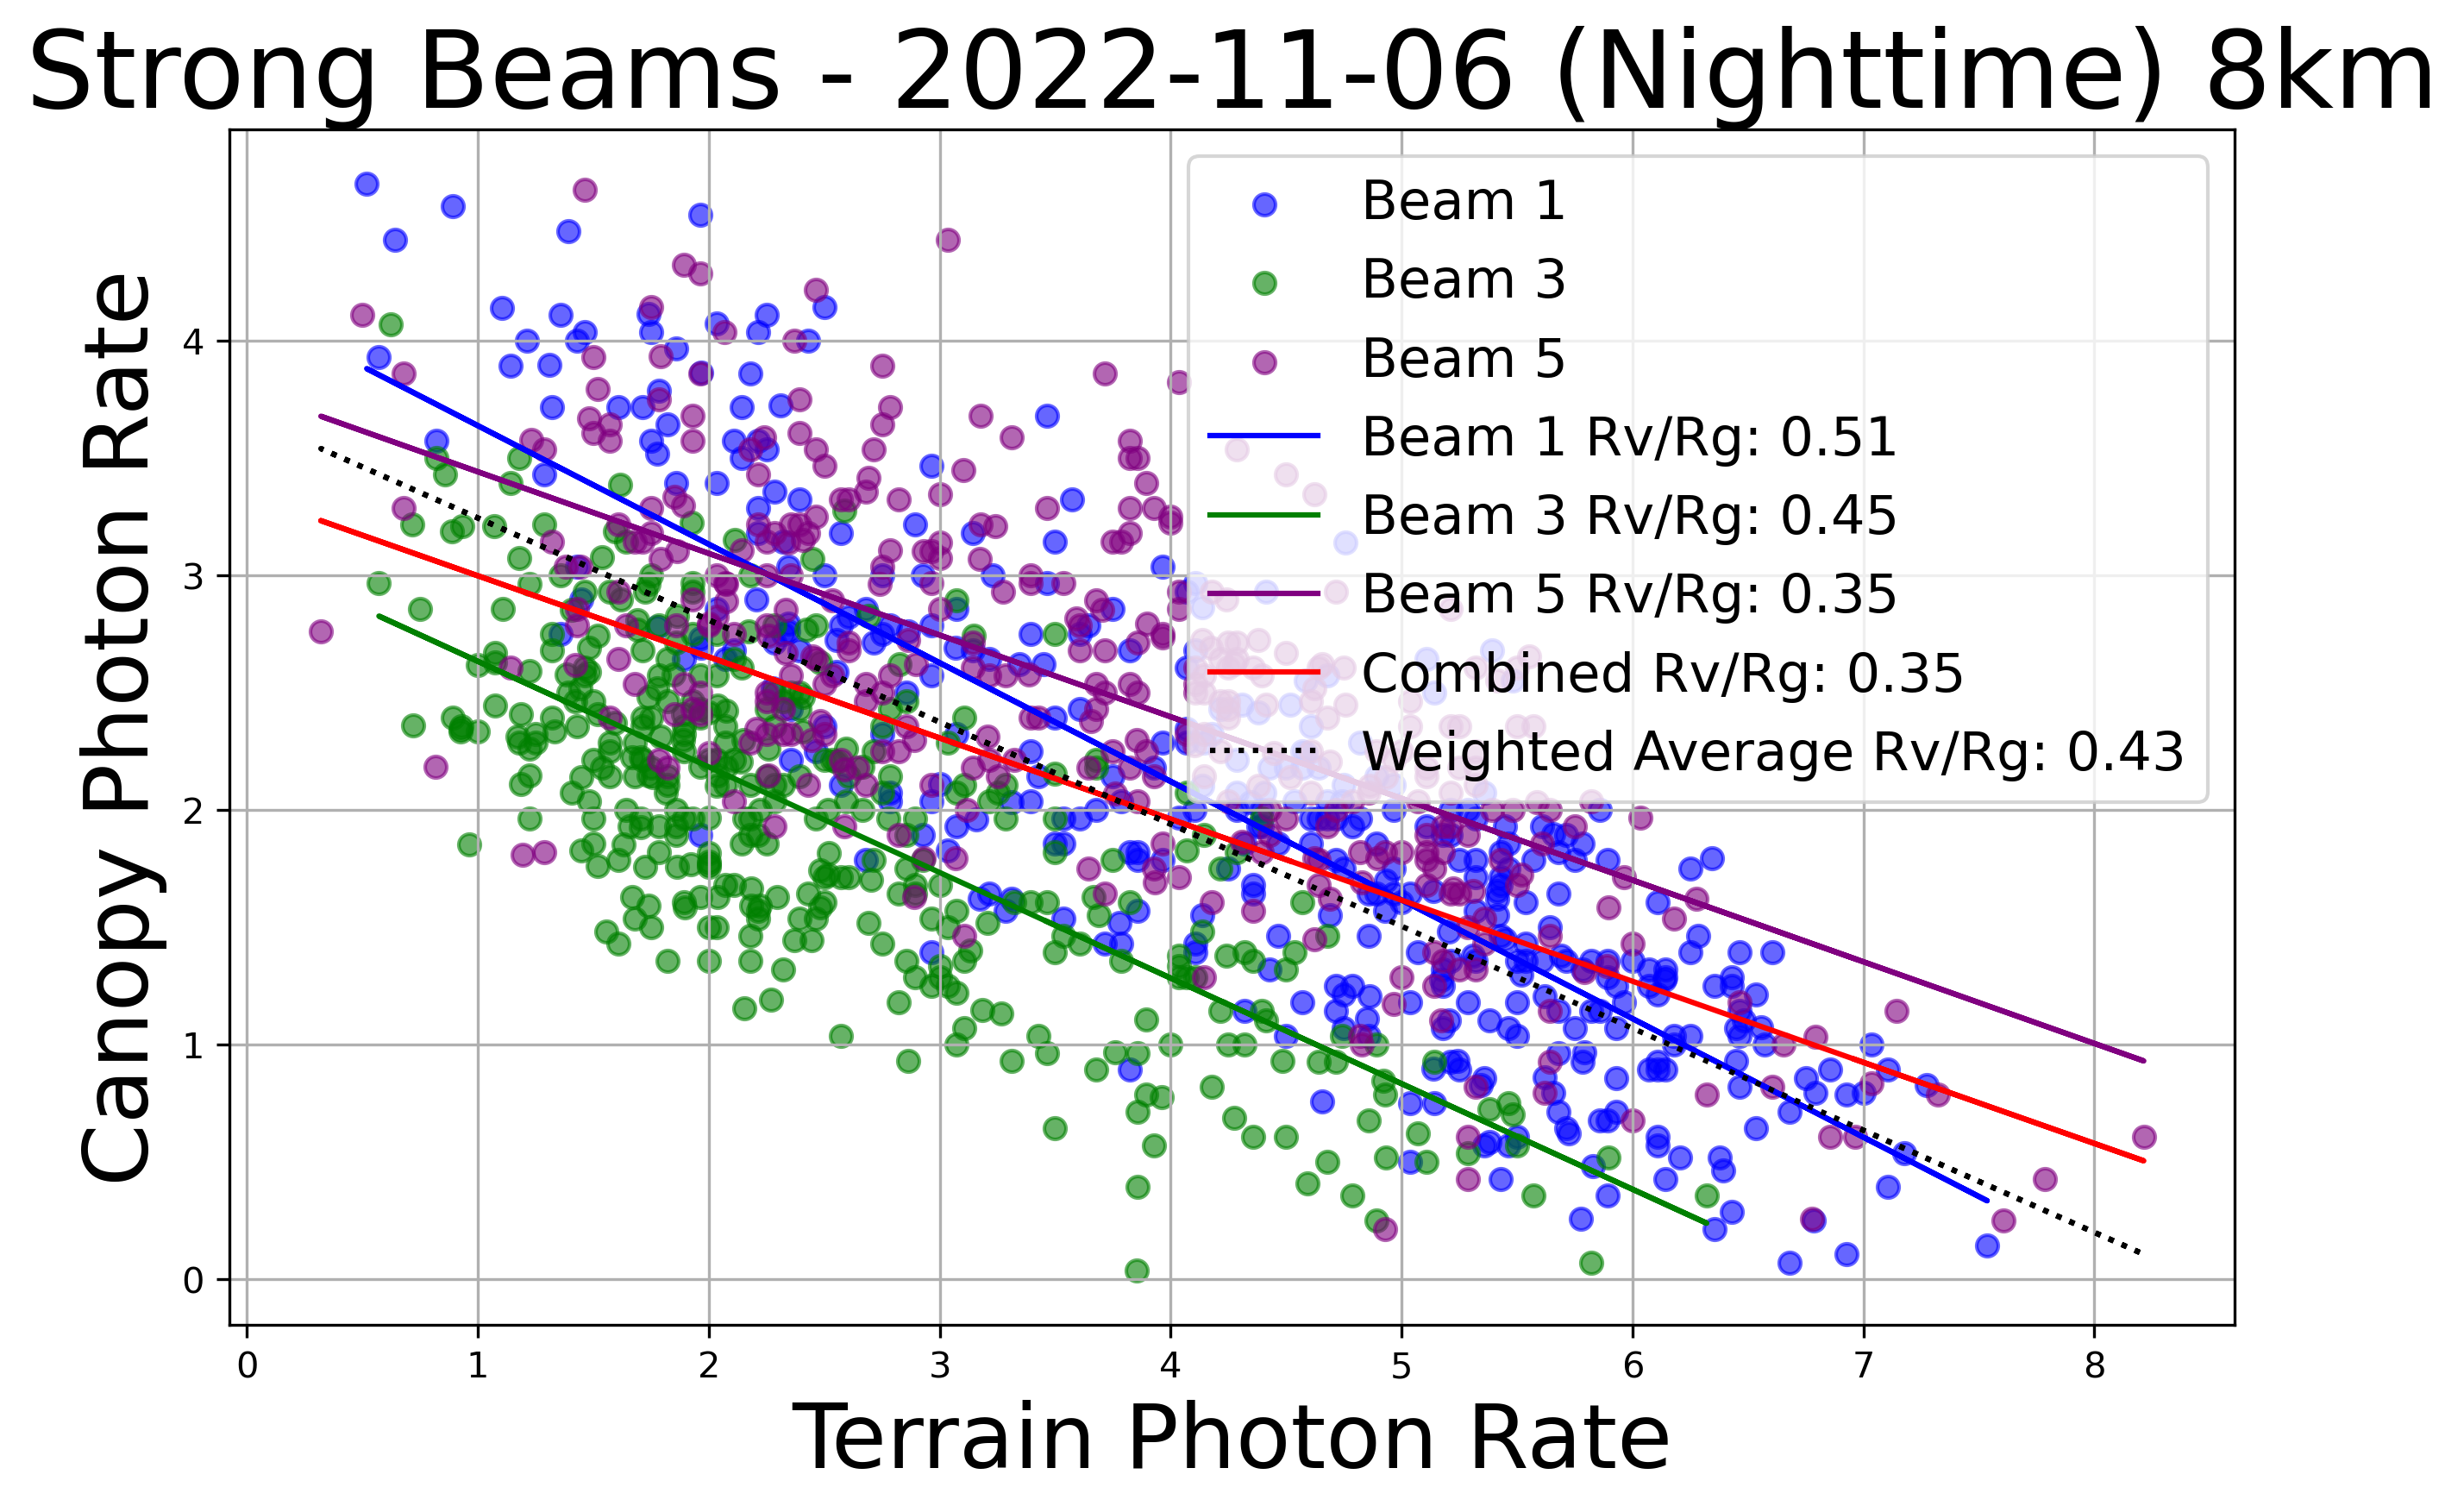 Strong Beams - 2022-11-06 (Nighttime) 8km
Beam 1
Beam 3
Beam 5
Beam 1 Rv/Rg: 0.51
Beam 3 Rv/Rg: 0.45
Beam 5 Rv/Rg: 0.35
Combined Rv/Rg: 0.35
Weighted Average Rv/Rg: 0.43
Canopy Photon Rate
4
3
2
1
0
0 1 2 3 4 5 6 7 8
Terrain Photon Rate